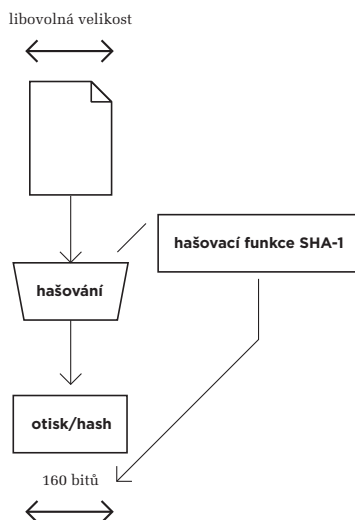 libovolná velikost
hašovací funkce SHA-1
hašování
otisk/hash
160 bitů